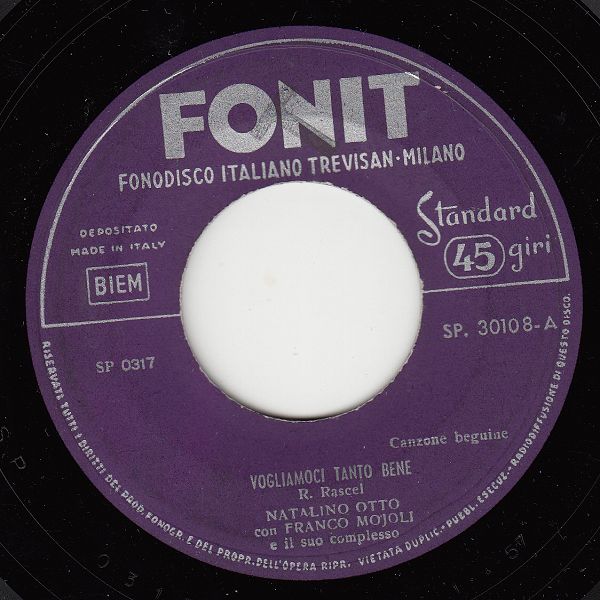 FONIT
FONODISCO ITALIANO TREVISAN·MILANO
DEPOSITATO
MADE IN ITALY
BIEM
Standard
45 giri
SP. 30108-A
SP 0317
Canzone beguine
VOGLIAMOCI TANTO BENE
R. Rascel
NATALINO OTTO
con FRANCO MOJOLI
e il suo complesso
RISERVATI TUTTI I DIRITTI DEL PROD. FONOGR. E DEL PROPR. DELL'OPERA RIPR. VIETATA DUPLIC.-PUBBL. ESECUZ.-RADIODIFFUSIONE DI QUESTO DISCO.